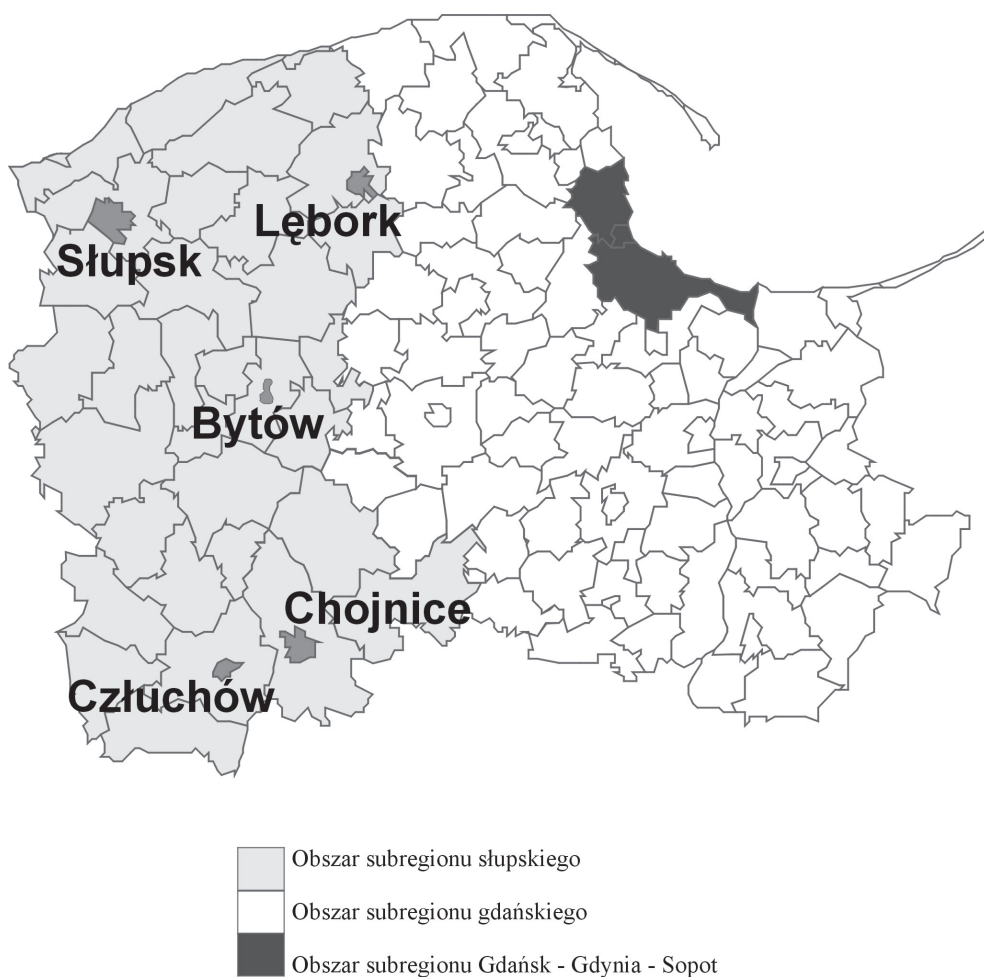 Lębork
Słupsk
Bytów
Chojnice
Człuchów
Obszar subregionu słupskiego
Obszar subregionu gdańskiego
Obszar subregionu Gdańsk - Gdynia - Sopot